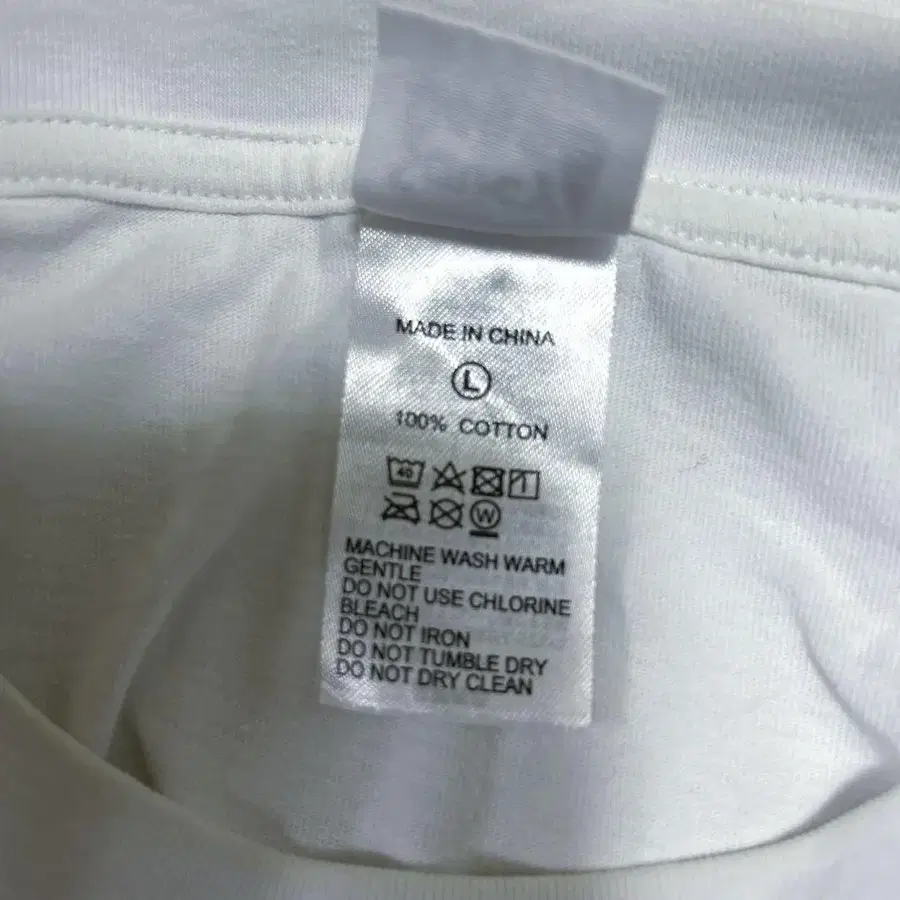 MADE IN CHINA
L
100% COTTON
40
W
MACHINE WASH WARM
GENTLE
DO NOT USE CHLORINE
BLEACH
DO NOT IRON
DO NOT TUMBLE DRY
DO NOT DRY CLEAN